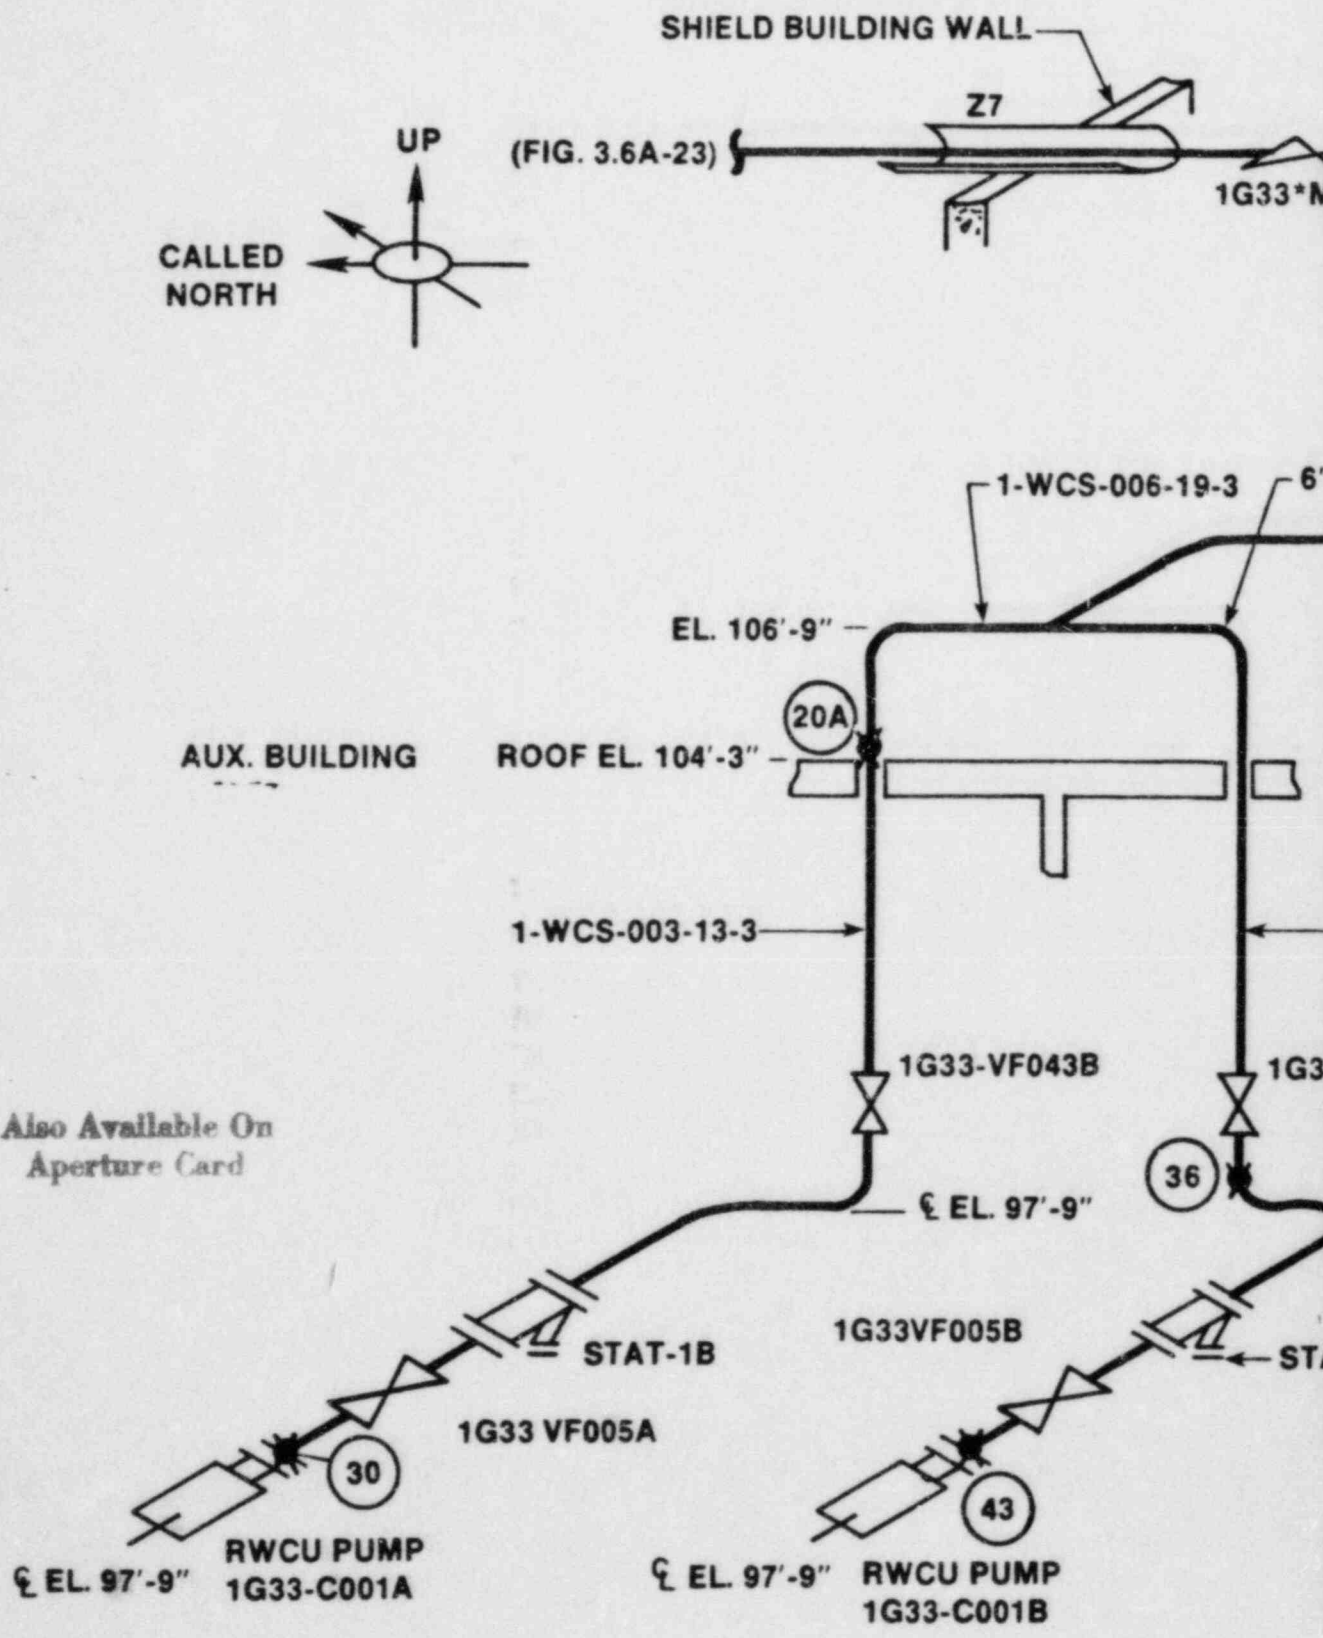 SHIELD BUILDING WALL
Z7
UP
(FIG. 3.6A-23)
1G33*M
CALLED
NORTH
1-WCS-006-19-3
6"
EL. 106'-9"
20A
AUX. BUILDING
ROOF EL. 104'-3"
1-WCS-003-13-3
1G33-VF043B
1G3
Also Available On
Aperture Card
36
℄ EL. 97'-9"
1G33VF005B
STAT-1B
STA
1G33 VF005A
30
43
RWCU PUMP
1G33-C001A
℄ EL. 97'-9"
℄ EL. 97'-9"
RWCU PUMP
1G33-C001B